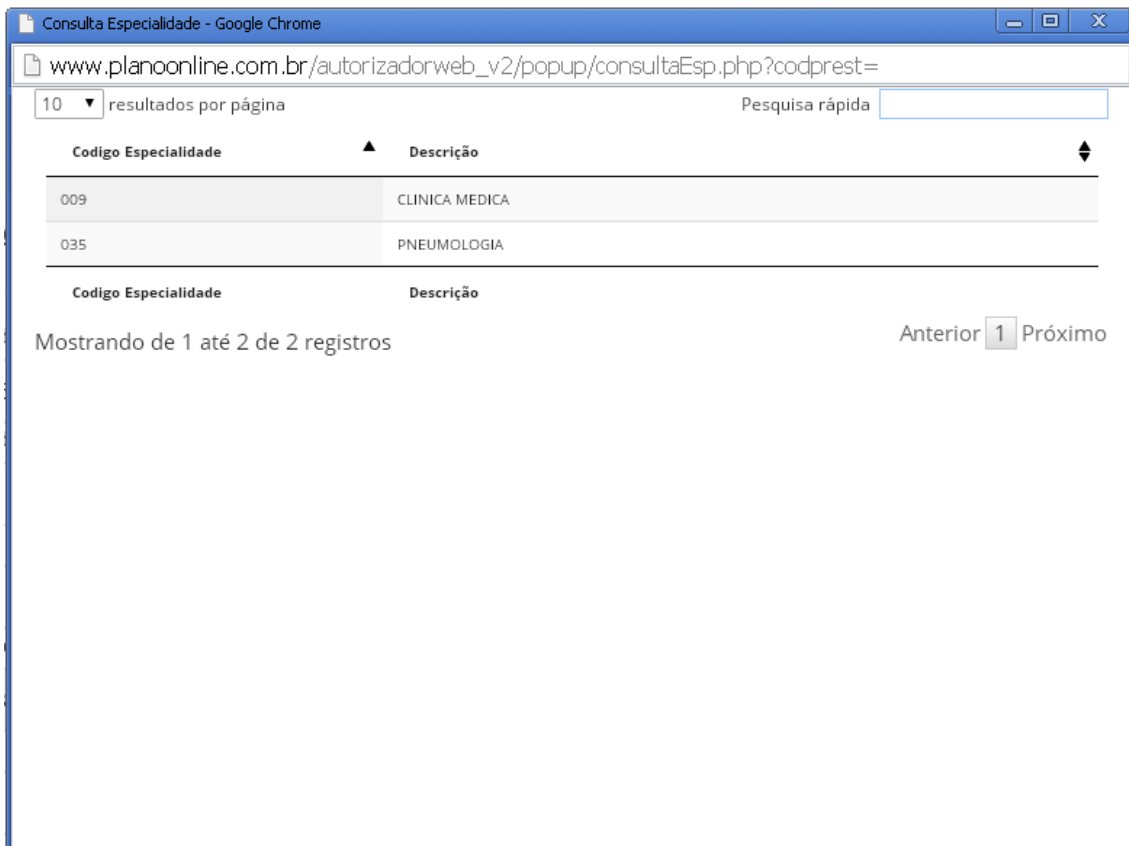 Consulta Especialidade - Google Chrome
www.planoonline.com.br/autorizadorweb_v2/popup/consultaEsp.php?codprest=
10 resultados por página Pesquisa rápida
Codigo Especialidade Descrição
009 CLINICA MEDICA
035 PNEUMOLOGIA
Codigo Especialidade Descrição
Mostrando de 1 até 2 de 2 registros Anterior 1 Próximo